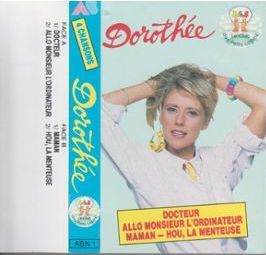 FACE A
1/ DOCTEUR
2/ ALLO MONSIEUR L'ORDINATEUR
FACE B
1/ MAMAN
2/ HOU, LA MENTEUSE
4 CHANSONS
Dorothée
ABN 1
Dorothée
DOCTEUR
ALLO MONSIEUR L'ORDINATEUR
MAMAN - HOU, LA MENTEUSE